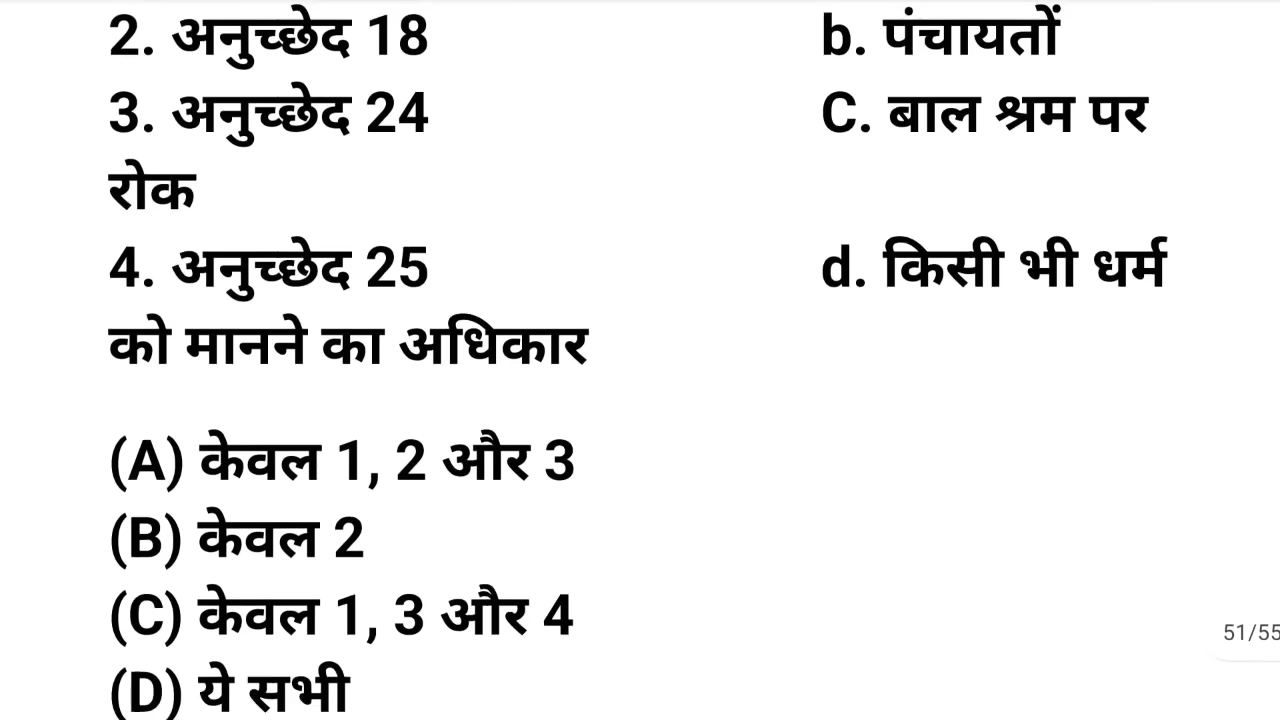 2. अनुच्छेद 18 b. पंचायतों
3. अनुच्छेद 24 C. बाल श्रम पर
रोक
4. अनुच्छेद 25 d. किसी भी धर्म
को मानने का अधिकार
(A) केवल 1, 2 और 3
(B) केवल 2
(C) केवल 1, 3 और 4
51/55
(D) ये सभी